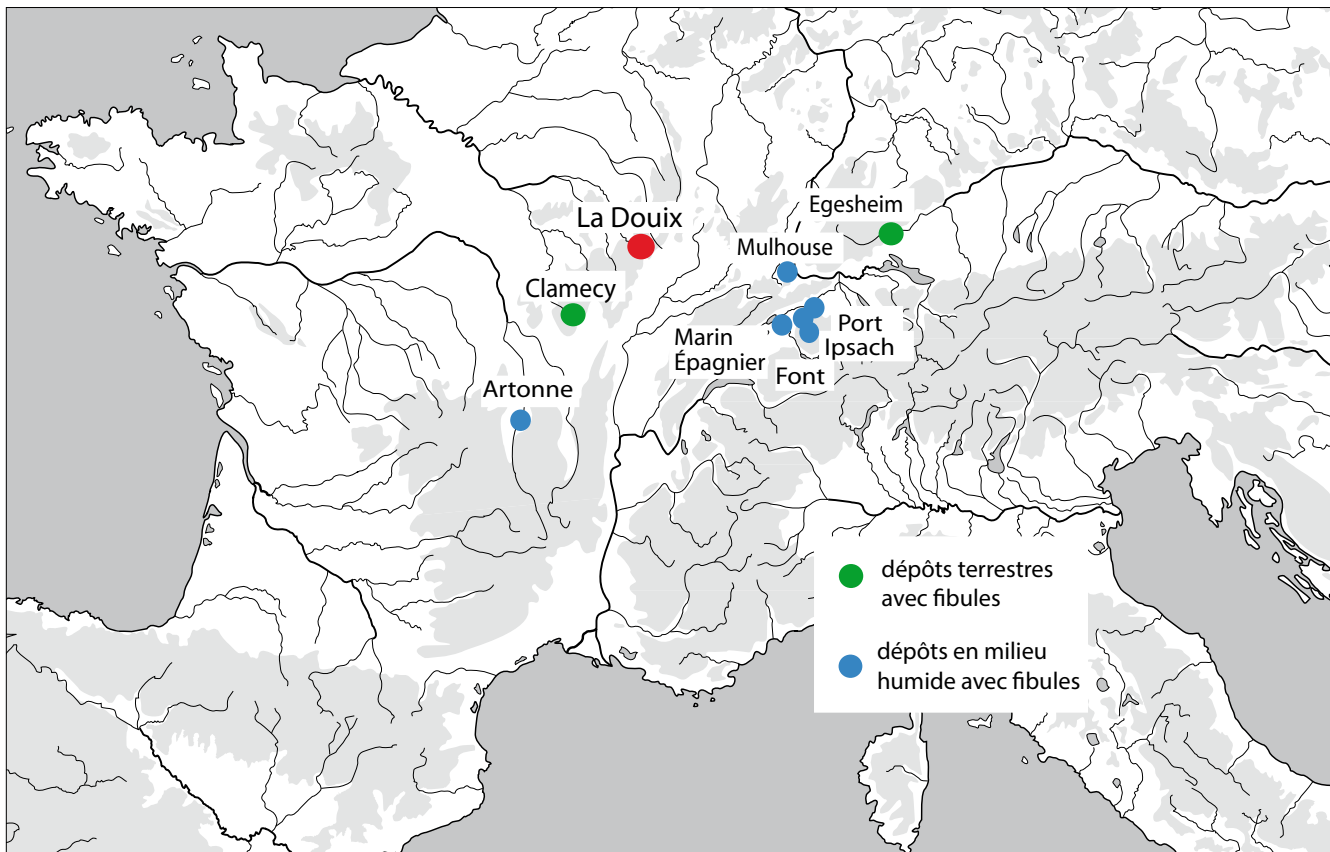 Egesheim
La Douix
Mulhouse
Clamecy
Marin
Épagnier
Port
Ipsach
Font
Artonne
dépôts terrestres
avec fibules
dépôts en milieu
humide avec fibules